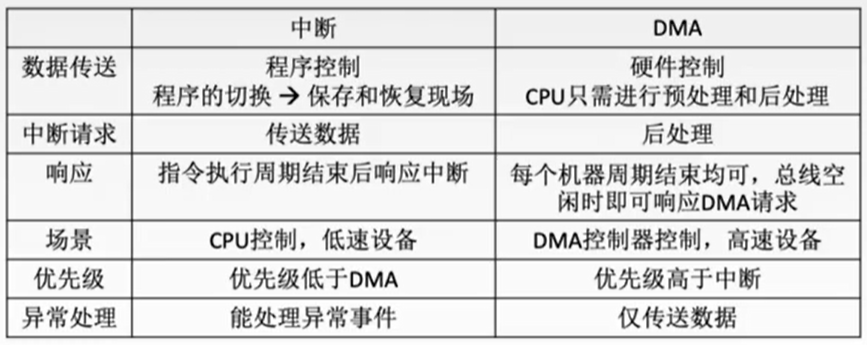 中断 DMA
数据传送 程序控制 硬件控制
程序的切换 → 保存和恢复现场 CPU只需进行预处理和后处理
中断请求 传送数据 后处理
响应 指令执行周期结束后响应中断 每个机器周期结束均可，总线空
闲时即可响应DMA请求
场景 CPU控制，低速设备 DMA控制器控制，高速设备
优先级 优先级低于DMA 优先级高于中断
异常处理 能处理异常事件 仅传送数据